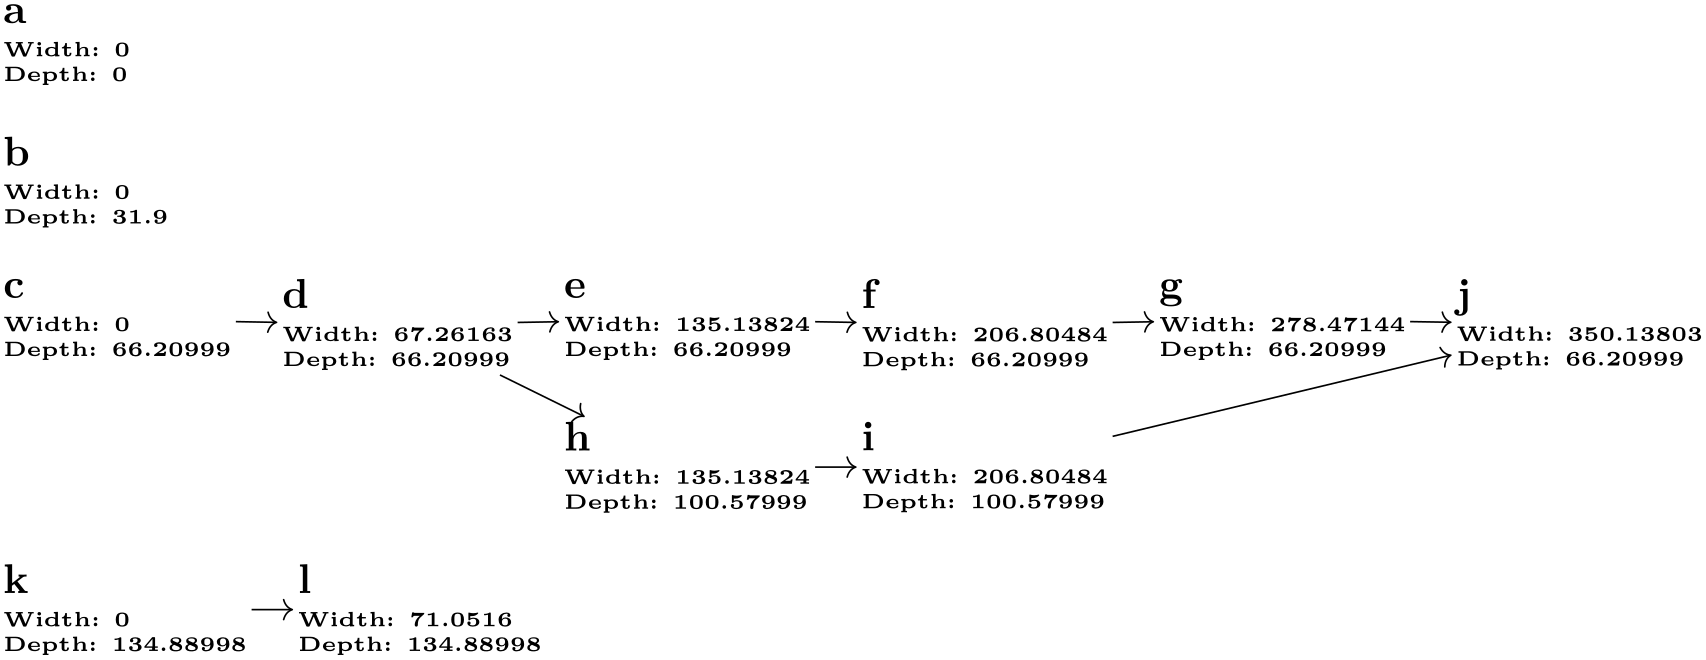 a
Width: 0
Depth: 0
b
Width: 0
Depth: 31.9
c
Width: 0
Depth: 66.20999
d
Width: 67.26163
Depth: 66.20999
e
Width: 135.13824
Depth: 66.20999
f
Width: 206.80484
Depth: 66.20999
g
Width: 278.47144
Depth: 66.20999
j
Width: 350.13803
Depth: 66.20999
h
Width: 135.13824
Depth: 100.57999
i
Width: 206.80484
Depth: 100.57999
k
Width: 0
Depth: 134.88998
l
Width: 71.0516
Depth: 134.88998